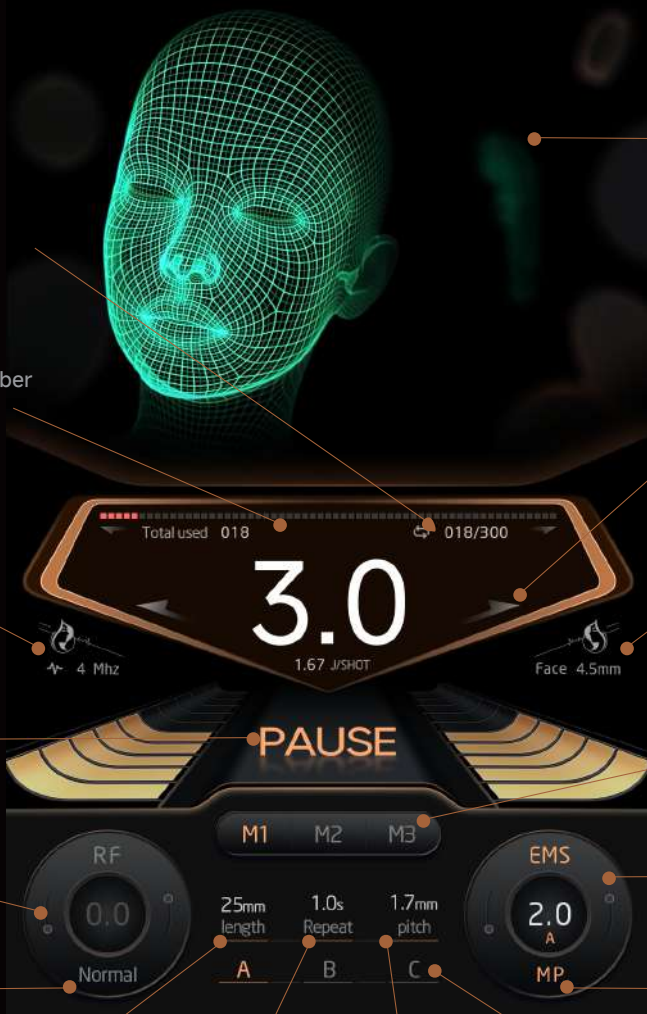 ber
Total used 018
018/300
3.0
1.67 J/SHOT
4 Mhz
Face 4.5mm
PAUSE
M1 M2 M3
RF
0.0
Normal
25mm
length
1.0s
Repeat
1.7mm
pitch
A B C
EMS
2.0
A
MP